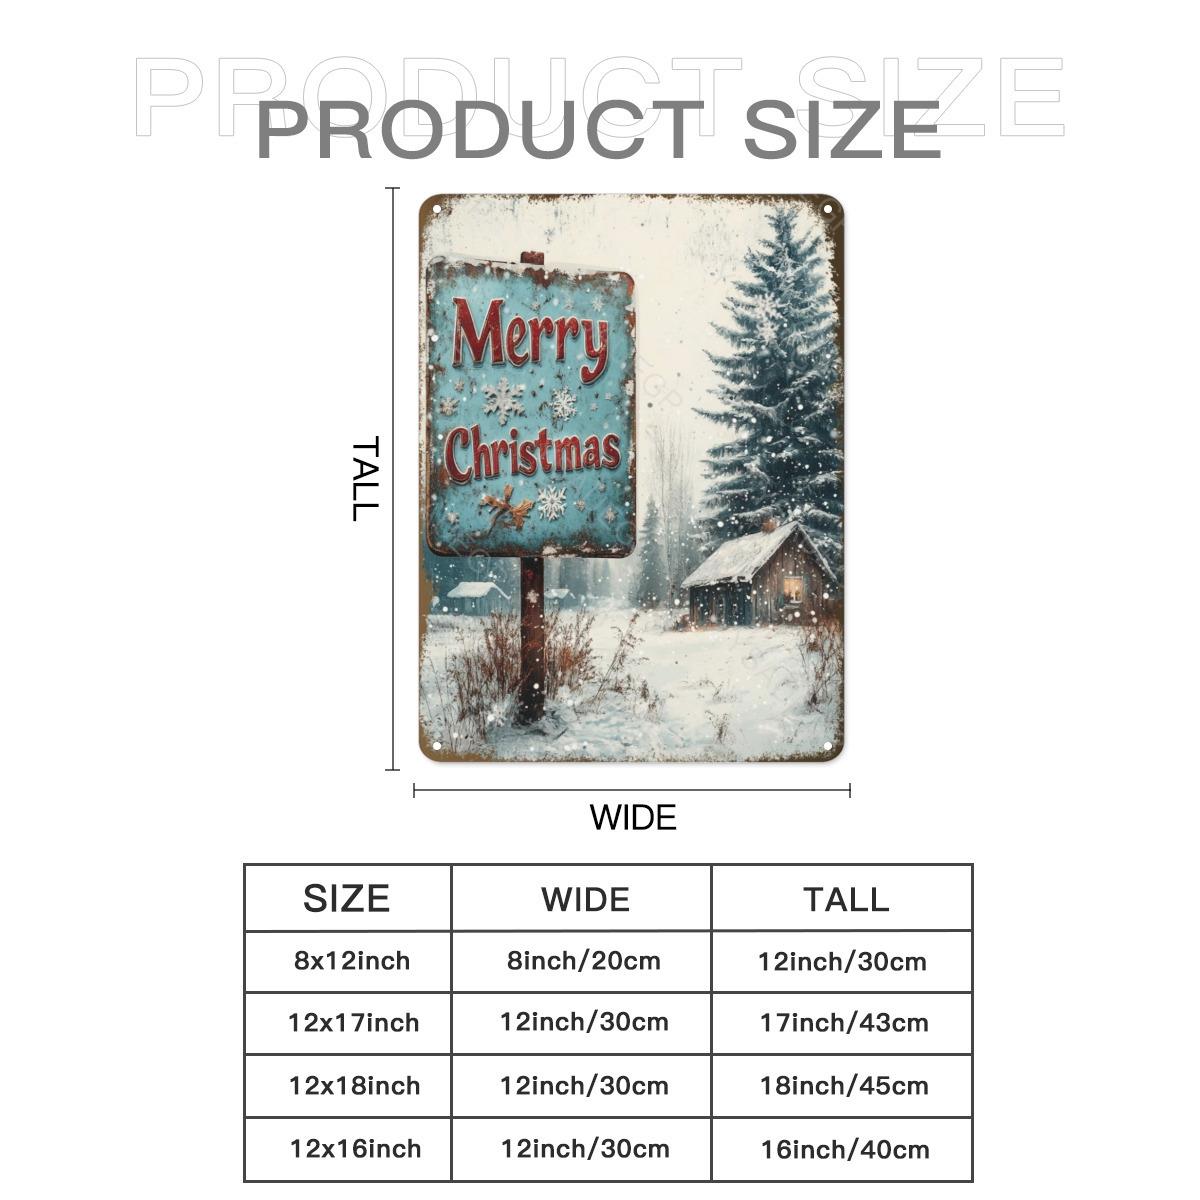 PRODUCT SIZE
PRODUCT SIZE
TALL
Merry
Christmas
WIDE
SIZE WIDE TALL
8x12inch 8inch/20cm 12inch/30cm
12x17inch 12inch/30cm 17inch/43cm
12x18inch 12inch/30cm 18inch/45cm
12x16inch 12inch/30cm 16inch/40cm